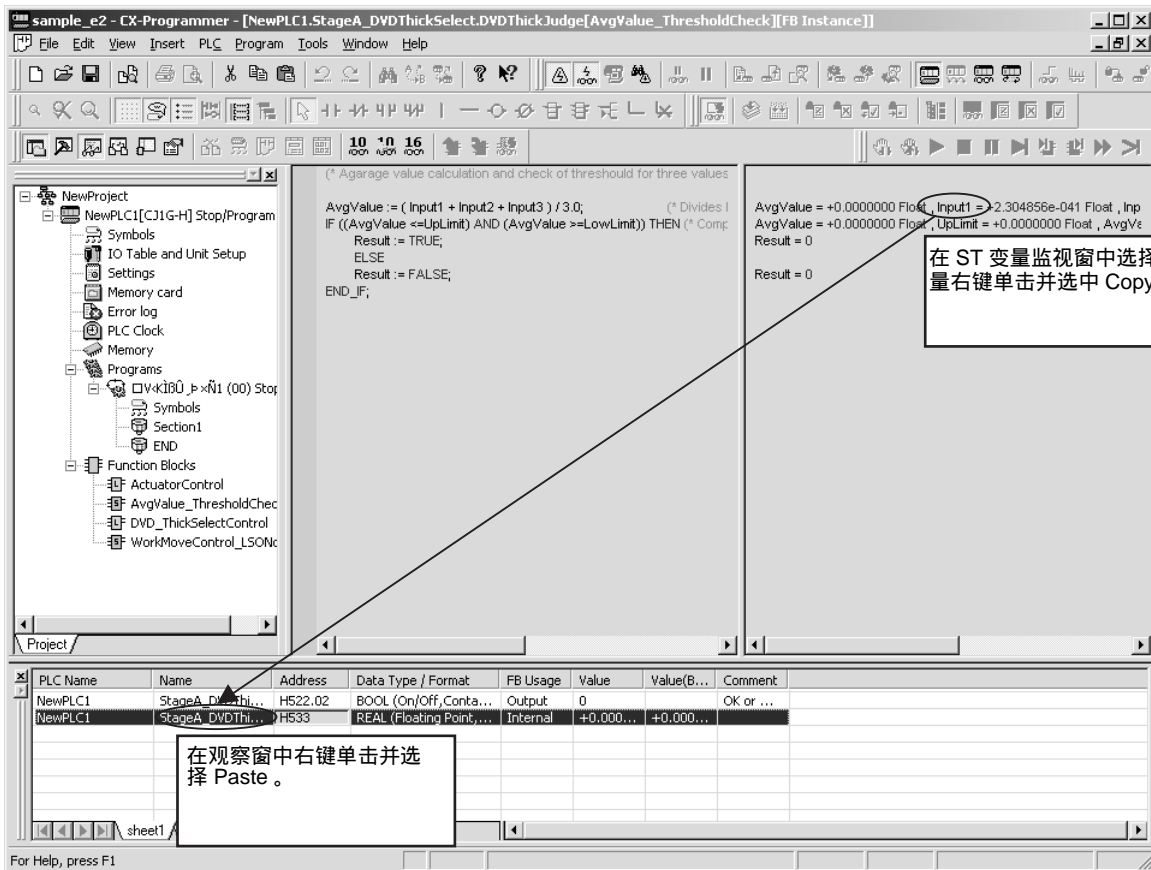 sample_e2 - CX-Programmer - [NewPLC1.StageA_DVDThickSelect.DVDThickJudge[AvgValue_ThresholdCheck][FB Instance]]
File Edit View Insert PLC Program Tools Window Help
10 10 16
NewProject
NewPLC1[CJ1G-H] Stop/Program
Symbols
IO Table and Unit Setup
Settings
Memory card
Error log
PLC Clock
Memory
Programs
1 (00) Stop
Symbols
Section1
END
Function Blocks
ActuatorControl
AvgValue_ThresholdChec
DVD_ThickSelectControl
WorkMoveControl_LSONo
Project
(* Agarage value calculation and check of threshould for three values
AvgValue := ( Input1 + Input2 + Input3 ) / 3.0; (* Divides I
IF ((AvgValue <=UpLimit) AND (AvgValue >=LowLimit)) THEN (* Comp
Result := TRUE;
ELSE
Result := FALSE;
END_IF;
AvgValue = +0.0000000 Float , Input1 = +2.304856e-041 Float , Inp
AvgValue = +0.0000000 Float , UpLimit = +0.0000000 Float , AvgVa
Result = 0
Result = 0
在 ST 变量监视窗中选择
量右键单击并选中 Copy
PLC Name Name Address Data Type / Format FB Usage Value Value(B... Comment
NewPLC1 StageA_DVDThi... H522.02 BOOL (On/Off,Conta... Output 0 OK or ...
NewPLC1 StageA_DVDThi... H533 REAL (Floating Point,... Internal +0.000... +0.000...
在观察窗中右键单击并选
择 Paste 。
sheet1
For Help, press F1